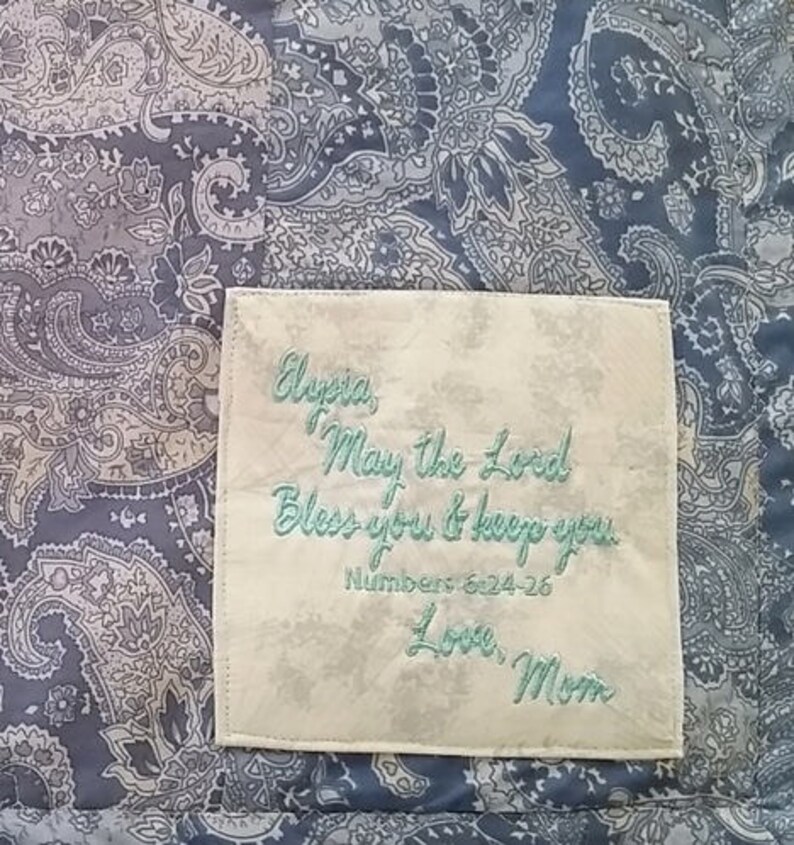 Elysia,
May the Lord
Bless you & keep you.
Numbers 6:24-26
Love,
Mom